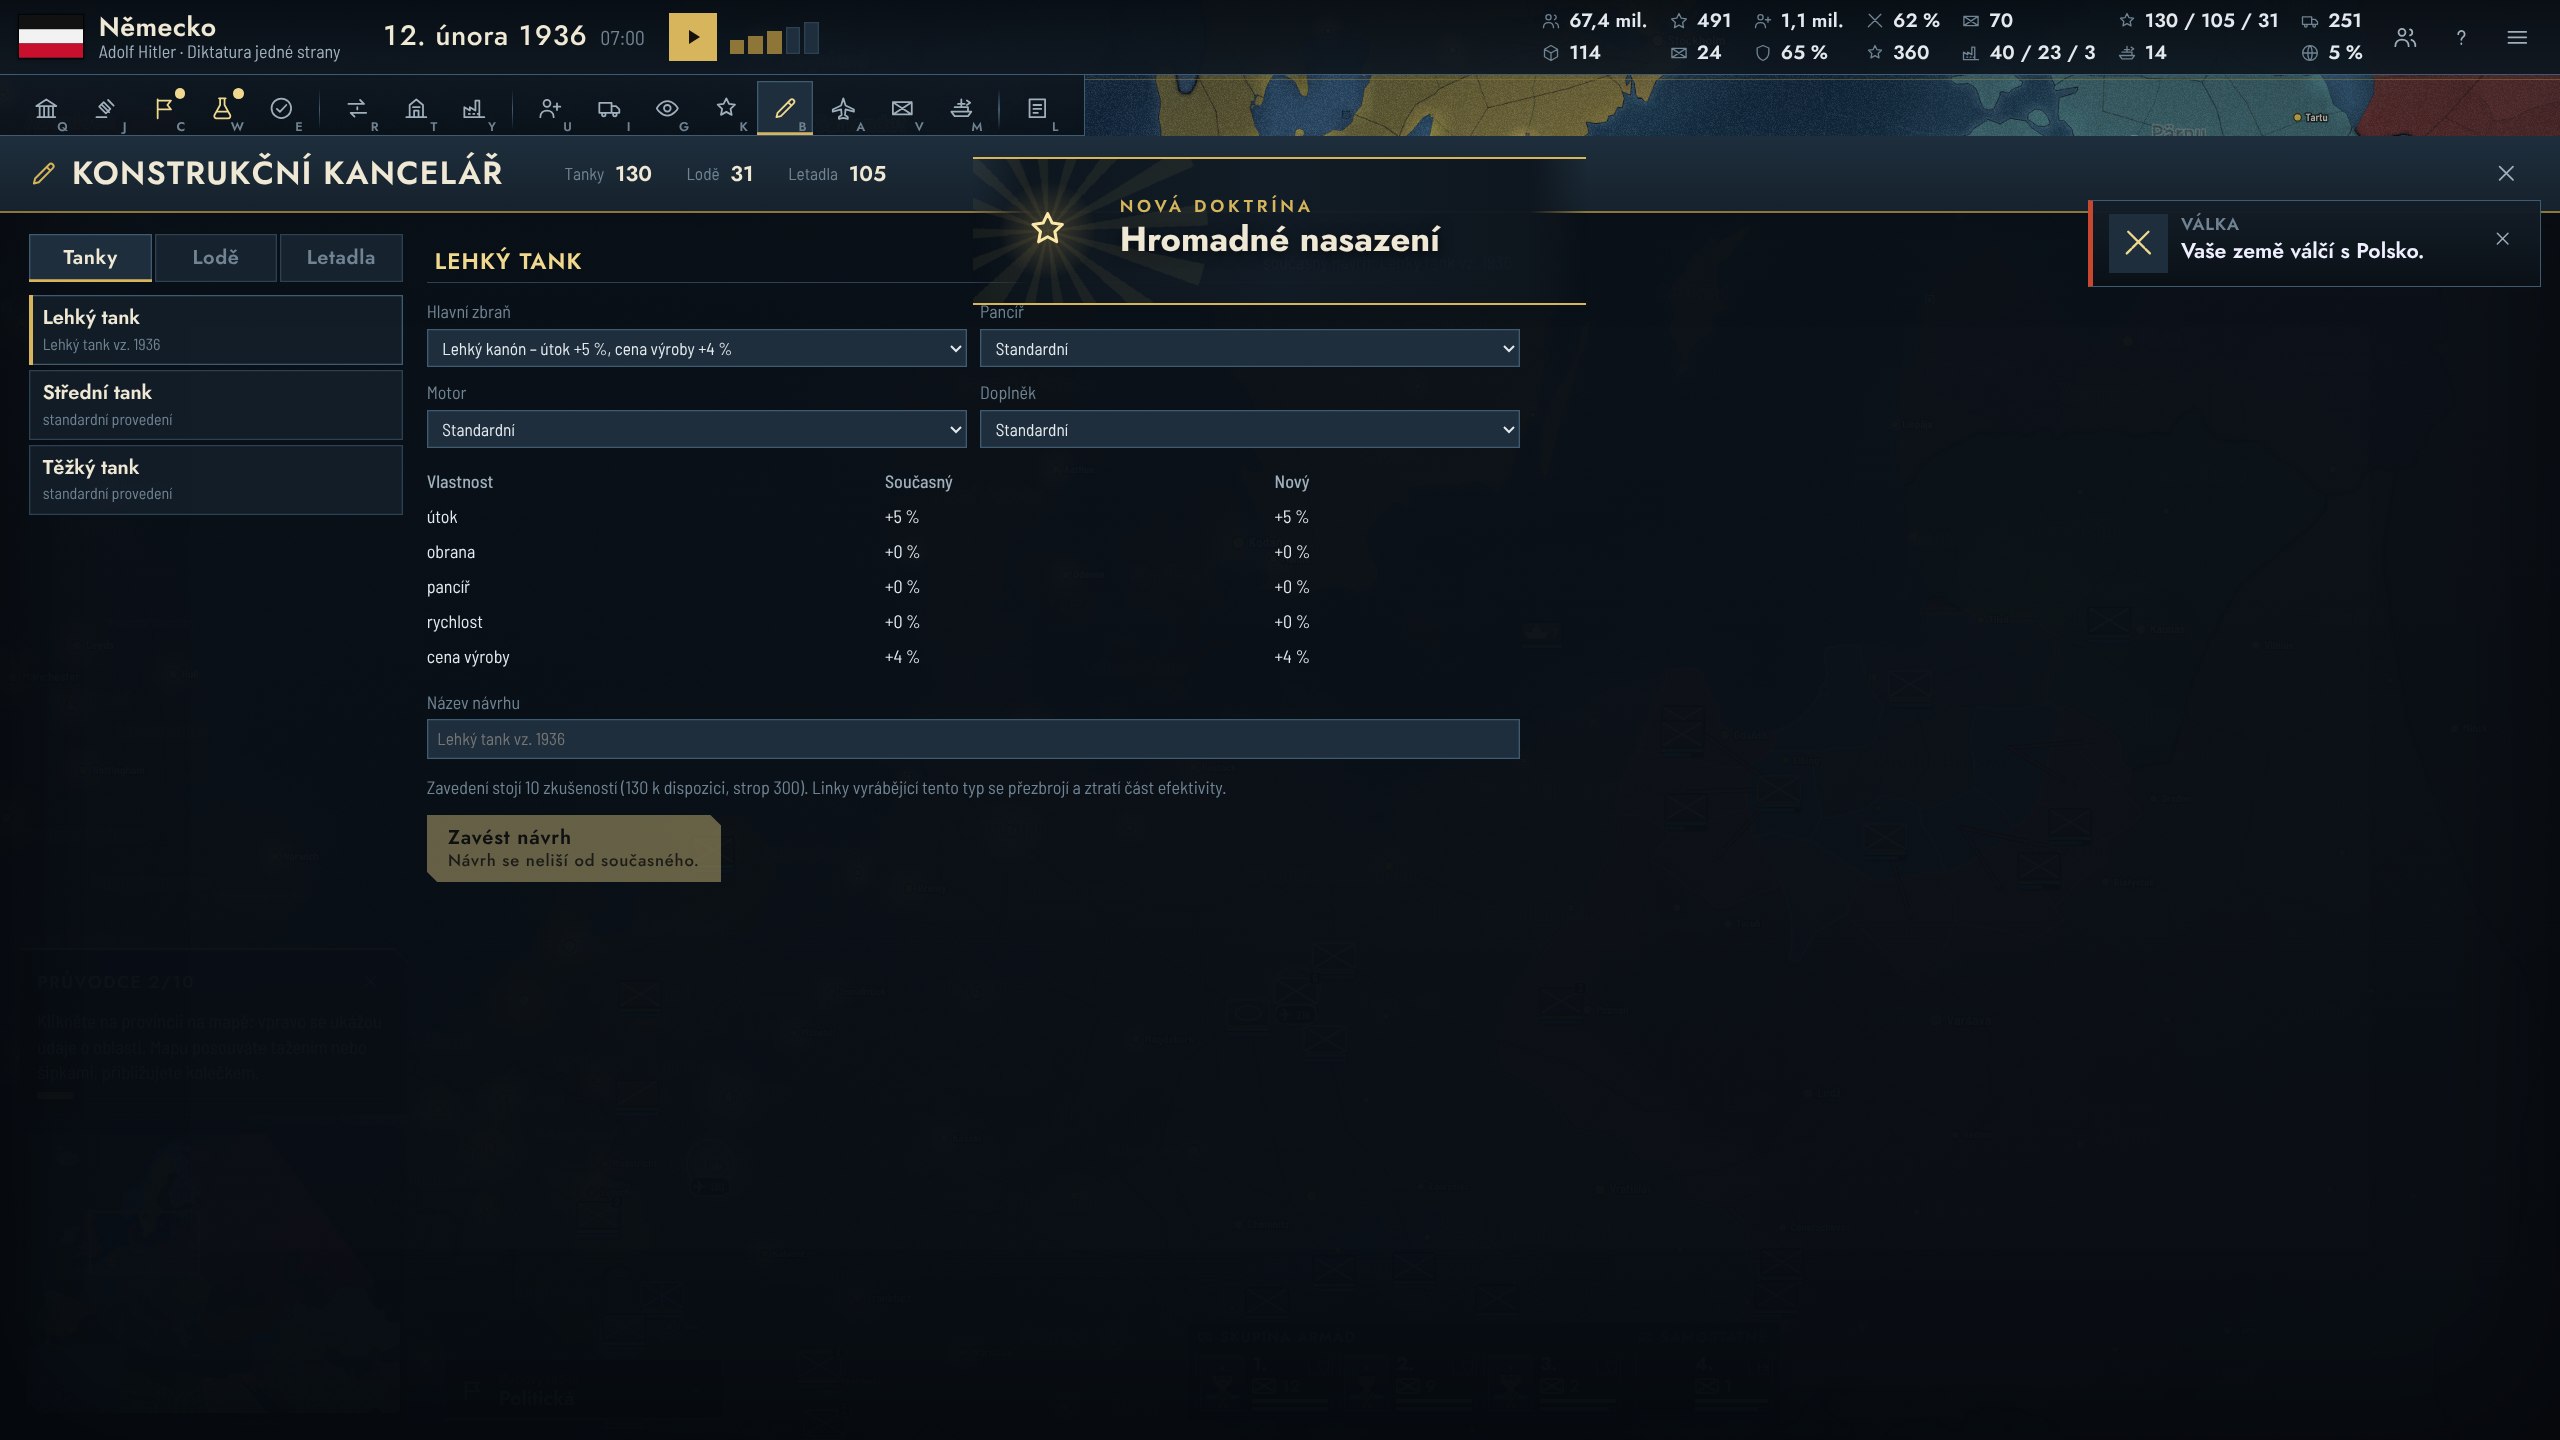 Německo
Adolf Hitler · Diktatura jedné strany
12. února 1936 07:00
67,4 mil. 491 1,1 mil. 62 % 70 130 / 105 / 31 251
114 24 65 % 360 40 / 23 / 3 14 5 %
?
Q J C W E R T Y U I G K B A V M L
Tartu
Pärnu
KONSTRUKČNÍ KANCELÁŘ
Tanky 130 Lodě 31 Letadla 105
NOVÁ DOKTRÍNA
Hromadné nasazení
VÁLKA
Vaše země válčí s Polsko.
Tanky Lodě Letadla
Lehký tank
Lehký tank vz. 1936
Střední tank
standardní provedení
Těžký tank
standardní provedení
LEHKÝ TANK
Hlavní zbraň Pancíř
Lehký kanón – útok +5 %, cena výroby +4 % Standardní
Motor Doplněk
Standardní Standardní
Vlastnost Současný Nový
útok +5 % +5 %
obrana +0 % +0 %
pancíř +0 % +0 %
rychlost +0 % +0 %
cena výroby +4 % +4 %
Název návrhu
Lehký tank vz. 1936
Zavedení stojí 10 zkušeností (130 k dispozici, strop 300). Linky vyrábějící tento typ se přezbrojí a ztratí část efektivity.
Zavést návrh
Návrh se neliší od současného.
PRŮVODCE 2/10
Politická